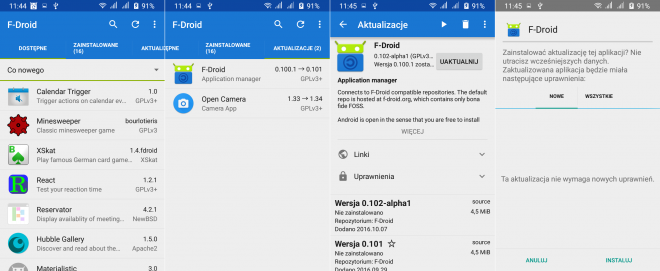 11:44 91%
F-Droid
DOSTĘPNE ZAINSTALOWANE (16) AKTUALIZACJE
Co nowego
Calendar Trigger 1.0
Trigger actions on calendar ev... GPLv3+
Minesweeper bourlotieris
Classic minesweeper game GPLv3
XSkat 1.4.fdroid
Play famous German card game... XSkat
React 1.2.1
Test your reaction time GPLv3+
Reservator 4.2.1
Display availability of meeting... NewBSD
Hubble Gallery 1.5.0
Discover and read about the... Apache2
Materialistic 3.0
11:44 91%
F-Droid
ZAINSTALOWANE (16) AKTUALIZACJE (2)
F-Droid 0.100.1 → 0.101
Application manager GPLv3+
Open Camera 1.33 → 1.34
Camera App GPLv3+
11:45 91%
Aktualizacje
F-Droid
0.102-alpha1 (GPLv3...
Wersja 0.100.1 zosta...
UAKTUALNIJ
Application manager
Connects to F-Droid compatible repositories. The default
repo is hosted at f-droid.org, which contains only bona
fide FOSS.
Android is open in the sense that you are free to install
WIĘCEJ
Linki
Uprawnienia
Wersja 0.102-alpha1 source
Nie zainstalowano 4,5 MiB
Repozytorium: F-Droid
Dodano 2016.10.07
Wersja 0.101 source
Nie zainstalowano 4,5 MiB
Repozytorium: F-Droid
Dodano 2016.09.29
11:45 91%
F-Droid
Zainstalować aktualizację tej aplikacji? Nie
utracisz wcześniejszych danych.
Zaktualizowana aplikacja będzie miała
następujące uprawnienia:
NOWE WSZYSTKIE
Ta aktualizacja nie wymaga nowych uprawnień.
ANULUJ INSTALUJ